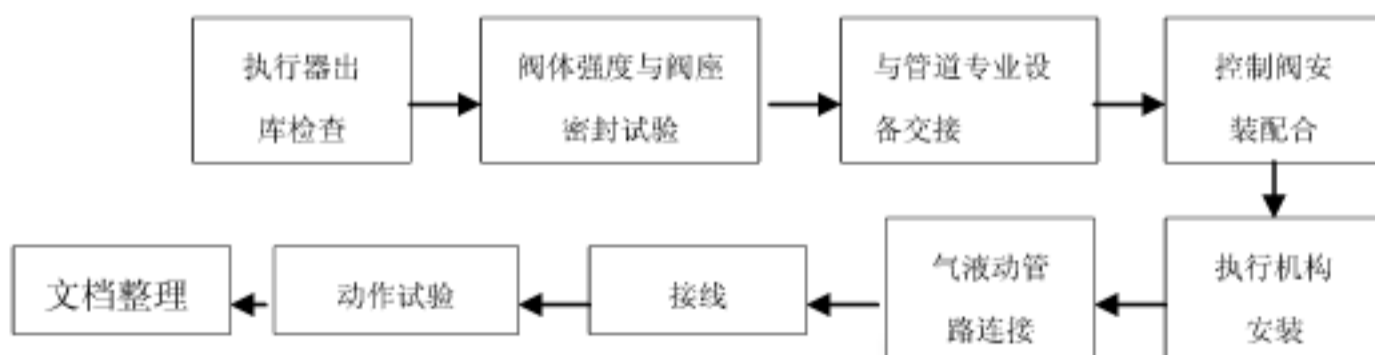 执行器出
库检查
阀体强度与阀座
密封试验
与管道专业设
备交接
控制阀安
装配合
执行机构
安装
气液动管
路连接
接线
动作试验
文档整理